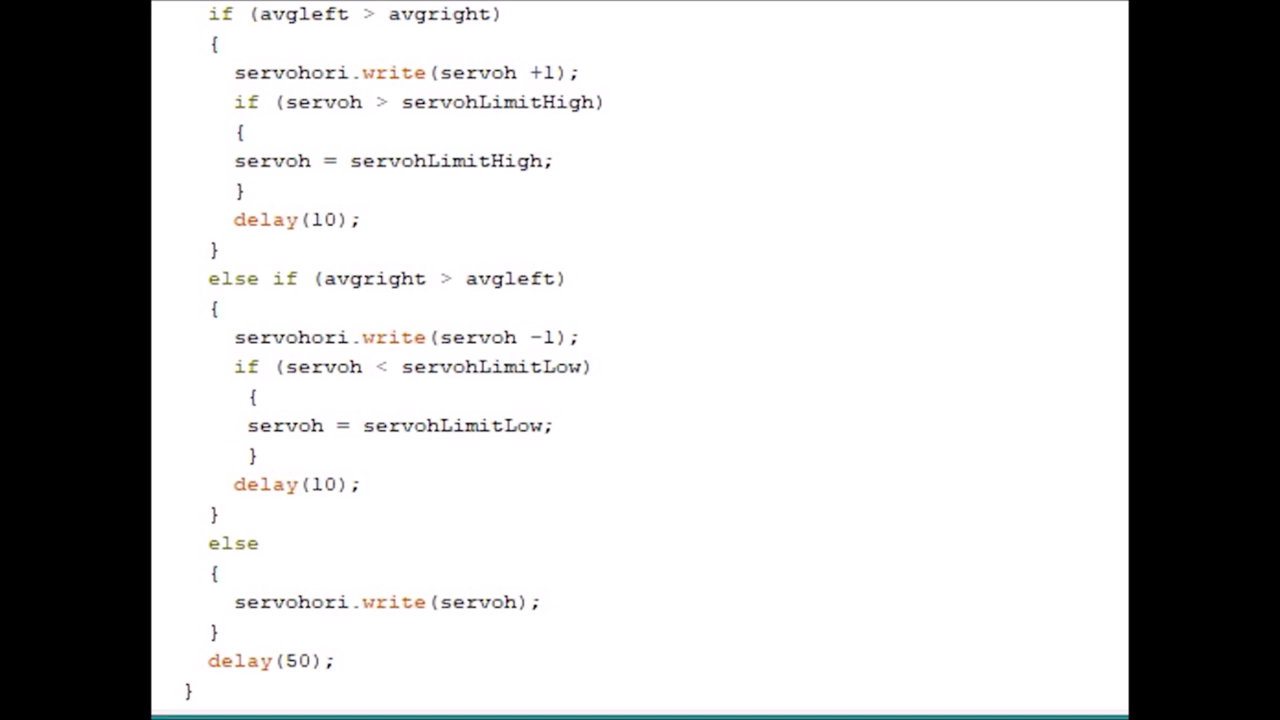 if (avgleft > avgright)
{
servohori.write(servoh +1);
if (servoh > servohLimitHigh)
{
servoh = servohLimitHigh;
}
delay(10);
}
else if (avgright > avgleft)
{
servohori.write(servoh -1);
if (servoh < servohLimitLow)
{
servoh = servohLimitLow;
}
delay(10);
}
else
{
servohori.write(servoh);
}
delay(50);
}